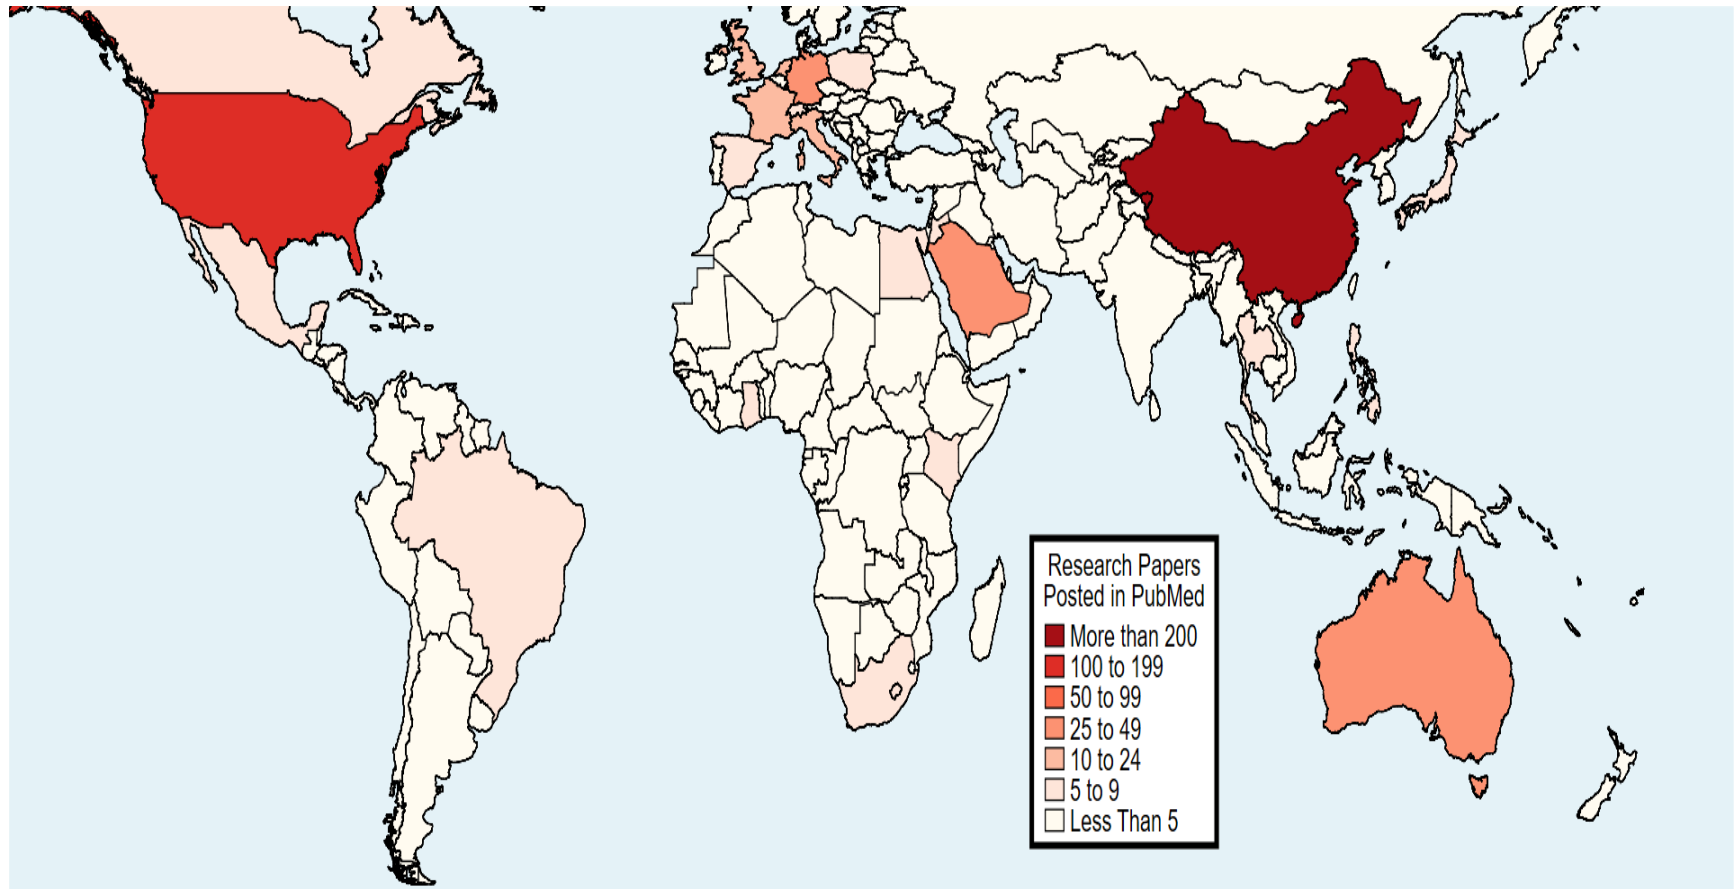 Research Papers
Posted in PubMed
More than 200
100 to 199
50 to 99
25 to 49
10 to 24
5 to 9
Less Than 5